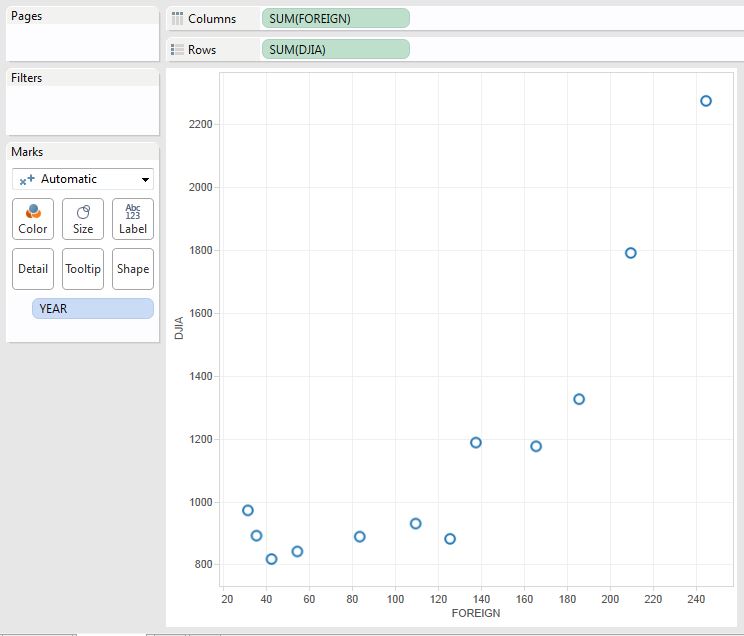 Pages
Columns
SUM(FOREIGN)
Rows
SUM(DJIA)
Filters
Marks
Automatic
Color
Size
Abc
123
Label
Detail
Tooltip
Shape
YEAR
2200
2000
1800
1600
1400
1200
1000
800
DJIA
20 40 60 80 100 120 140 160 180 200 220 240
FOREIGN